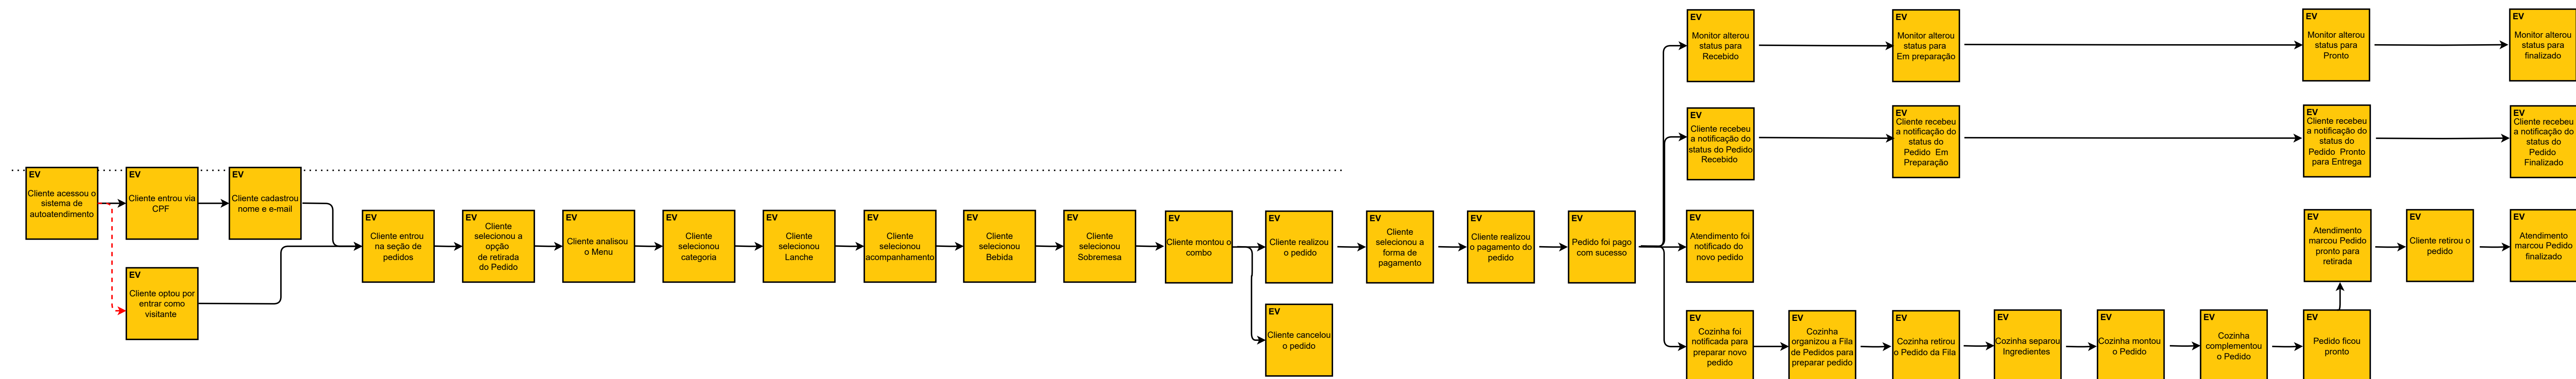 EV
Monitor alterou
status para
Recebido
EV
Monitor alterou
status para
Em preparação
EV
Monitor alterou
status para
Pronto
EV
Monitor alterou
status para
finalizado
EV
Cliente recebeu
a notificação do
status do Pedido
Recebido
EV
Cliente recebeu
a notificação do
status do
Pedido Em
Preparação
EV
Cliente recebeu
a notificação do
status do
Pedido Pronto
para Entrega
EV
Cliente recebeu
a notificação do
status do
Pedido
Finalizado
EV
Cliente acessou o
sistema de
autoatendimento
EV
Cliente entrou via
CPF
EV
Cliente cadastrou
nome e e-mail
EV
Cliente optou por
entrar como
visitante
EV
Cliente entrou
na seção de
pedidos
EV
Cliente
selecionou a
opção
de retirada
do Pedido
EV
Cliente analisou
o Menu
EV
Cliente
selecionou
categoria
EV
Cliente
selecionou
Lanche
EV
Cliente
selecionou
acompanhamento
EV
Cliente
selecionou
Bebida
EV
Cliente
selecionou
Sobremesa
EV
Cliente montou o
combo
EV
Cliente realizou
o pedido
EV
Cliente cancelou
o pedido
EV
Cliente
selecionou a
forma de
pagamento
EV
Cliente realizou
o pagamento do
pedido
EV
Pedido foi pago
com sucesso
EV
Atendimento foi
notificado do
novo pedido
EV
Atendimento
marcou Pedido
pronto para
retirada
EV
Cliente retirou o
pedido
EV
Atendimento
marcou Pedido
finalizado
EV
Cozinha foi
notificada para
preparar novo
pedido
EV
Cozinha
organizou a Fila
de Pedidos para
preparar pedido
EV
Cozinha retirou
o Pedido da Fila
EV
Cozinha separou
Ingredientes
EV
Cozinha montou
o Pedido
EV
Cozinha
complementou
o Pedido
EV
Pedido ficou
pronto